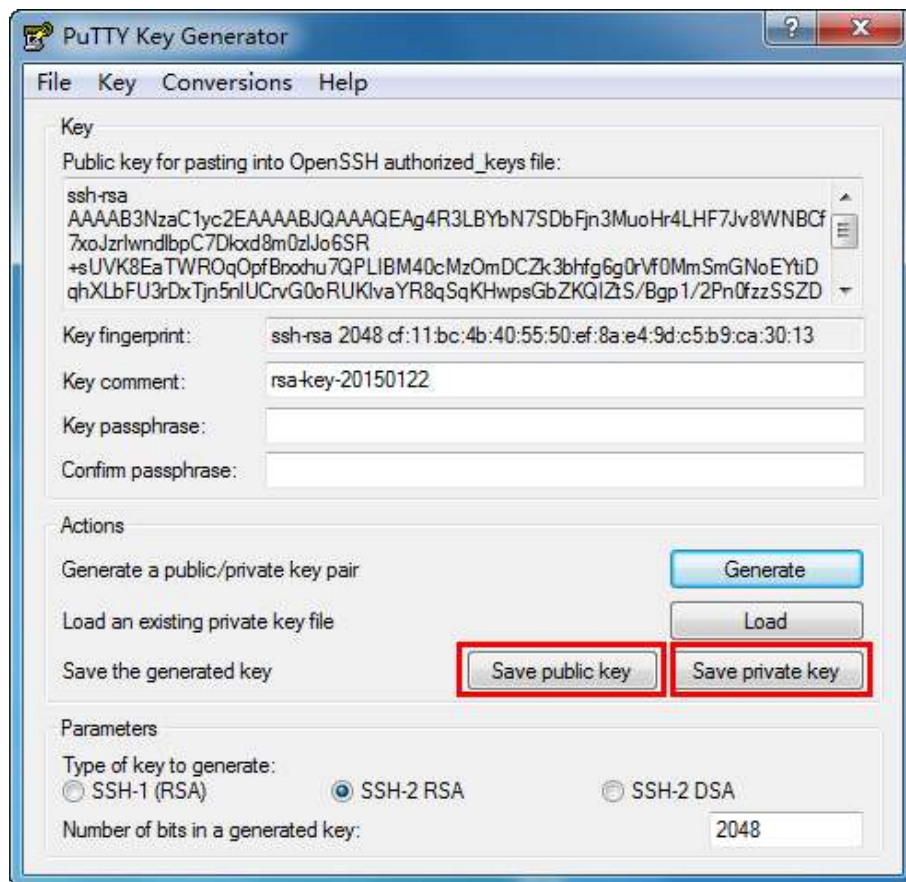 PuTTY Key Generator
File Key Conversions Help
Key
Public key for pasting into OpenSSH authorized_keys file:
ssh-rsa
AAAAB3NzaC1yc2EAAAABJQAAAQEAg4R3LBYbN7SDbFjn3MuoHr4LHF7Jv8WNBCf
7xoJzrlwndlbpC7Dkxd8m0zlJo6SR
+sUVK8EaTWROqOpfBrxxhu7QPLIBM40cMzOmDCZk3bhfg6g0rVf0MmSmGNoEYtiD
qhXLbFU3rDxTjn5nIUCrvG0oRUKIvaYR8qSqKHwpsGbZKQIZtS/Bgp1/2Pn0fzzSSZD
Key fingerprint: ssh-rsa 2048 cf:11:bc:4b:40:55:50:ef:8a:e4:9d:c5:b9:ca:30:13
Key comment: rsa-key-20150122
Key passphrase:
Confirm passphrase:
Actions
Generate a public/private key pair Generate
Load an existing private key file Load
Save the generated key Save public key Save private key
Parameters
Type of key to generate:
SSH-1 (RSA) SSH-2 RSA SSH-2 DSA
Number of bits in a generated key: 2048